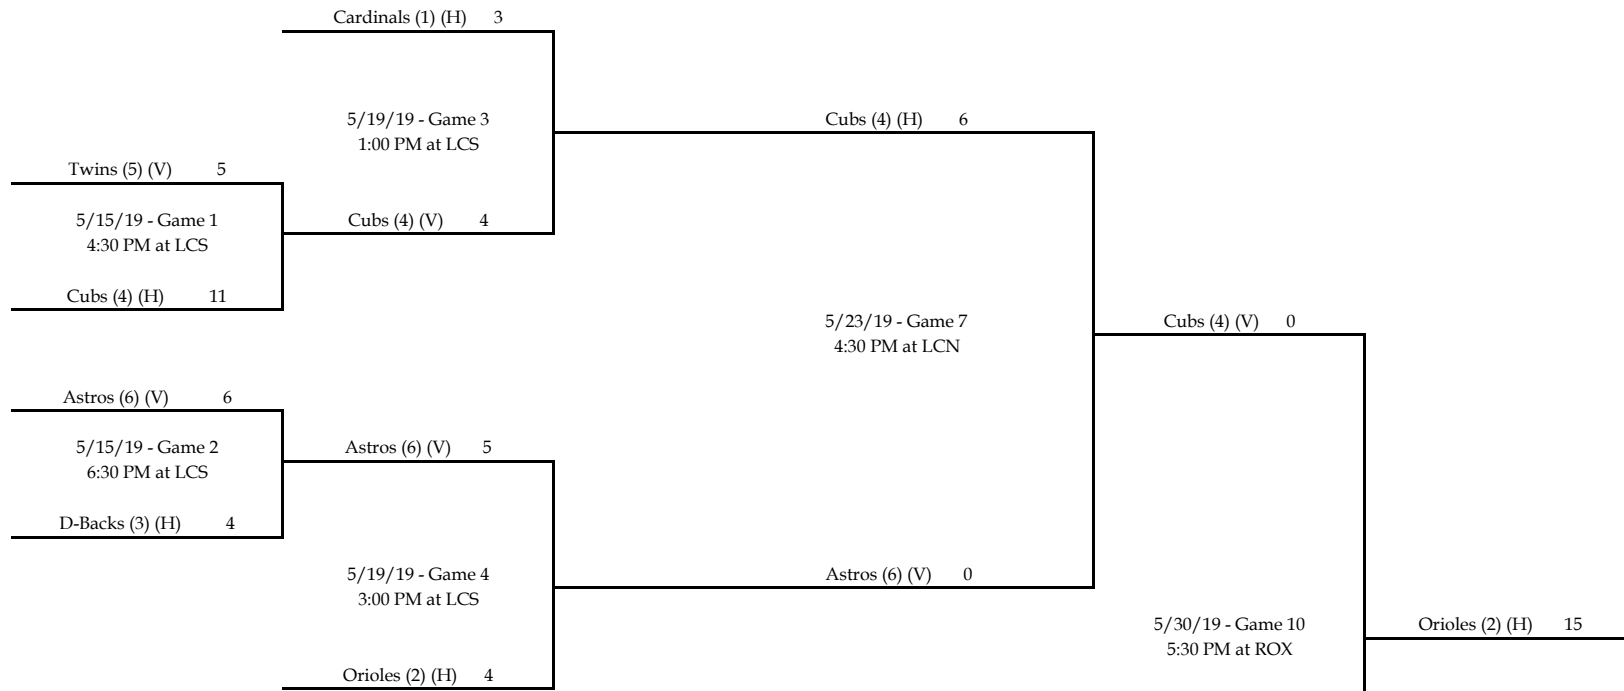 Cardinals (1) (H) 3
5/19/19 - Game 3
1:00 PM at LCS
Cubs (4) (H) 6
Twins (5) (V) 5
5/15/19 - Game 1
4:30 PM at LCS
Cubs (4) (V) 4
Cubs (4) (H) 11
5/23/19 - Game 7
4:30 PM at LCN
Cubs (4) (V) 0
Astros (6) (V) 6
5/15/19 - Game 2
6:30 PM at LCS
Astros (6) (V) 5
D-Backs (3) (H) 4
5/19/19 - Game 4
3:00 PM at LCS
Astros (6) (V) 0
5/30/19 - Game 10
5:30 PM at ROX
Orioles (2) (H) 15
Orioles (2) (H) 4